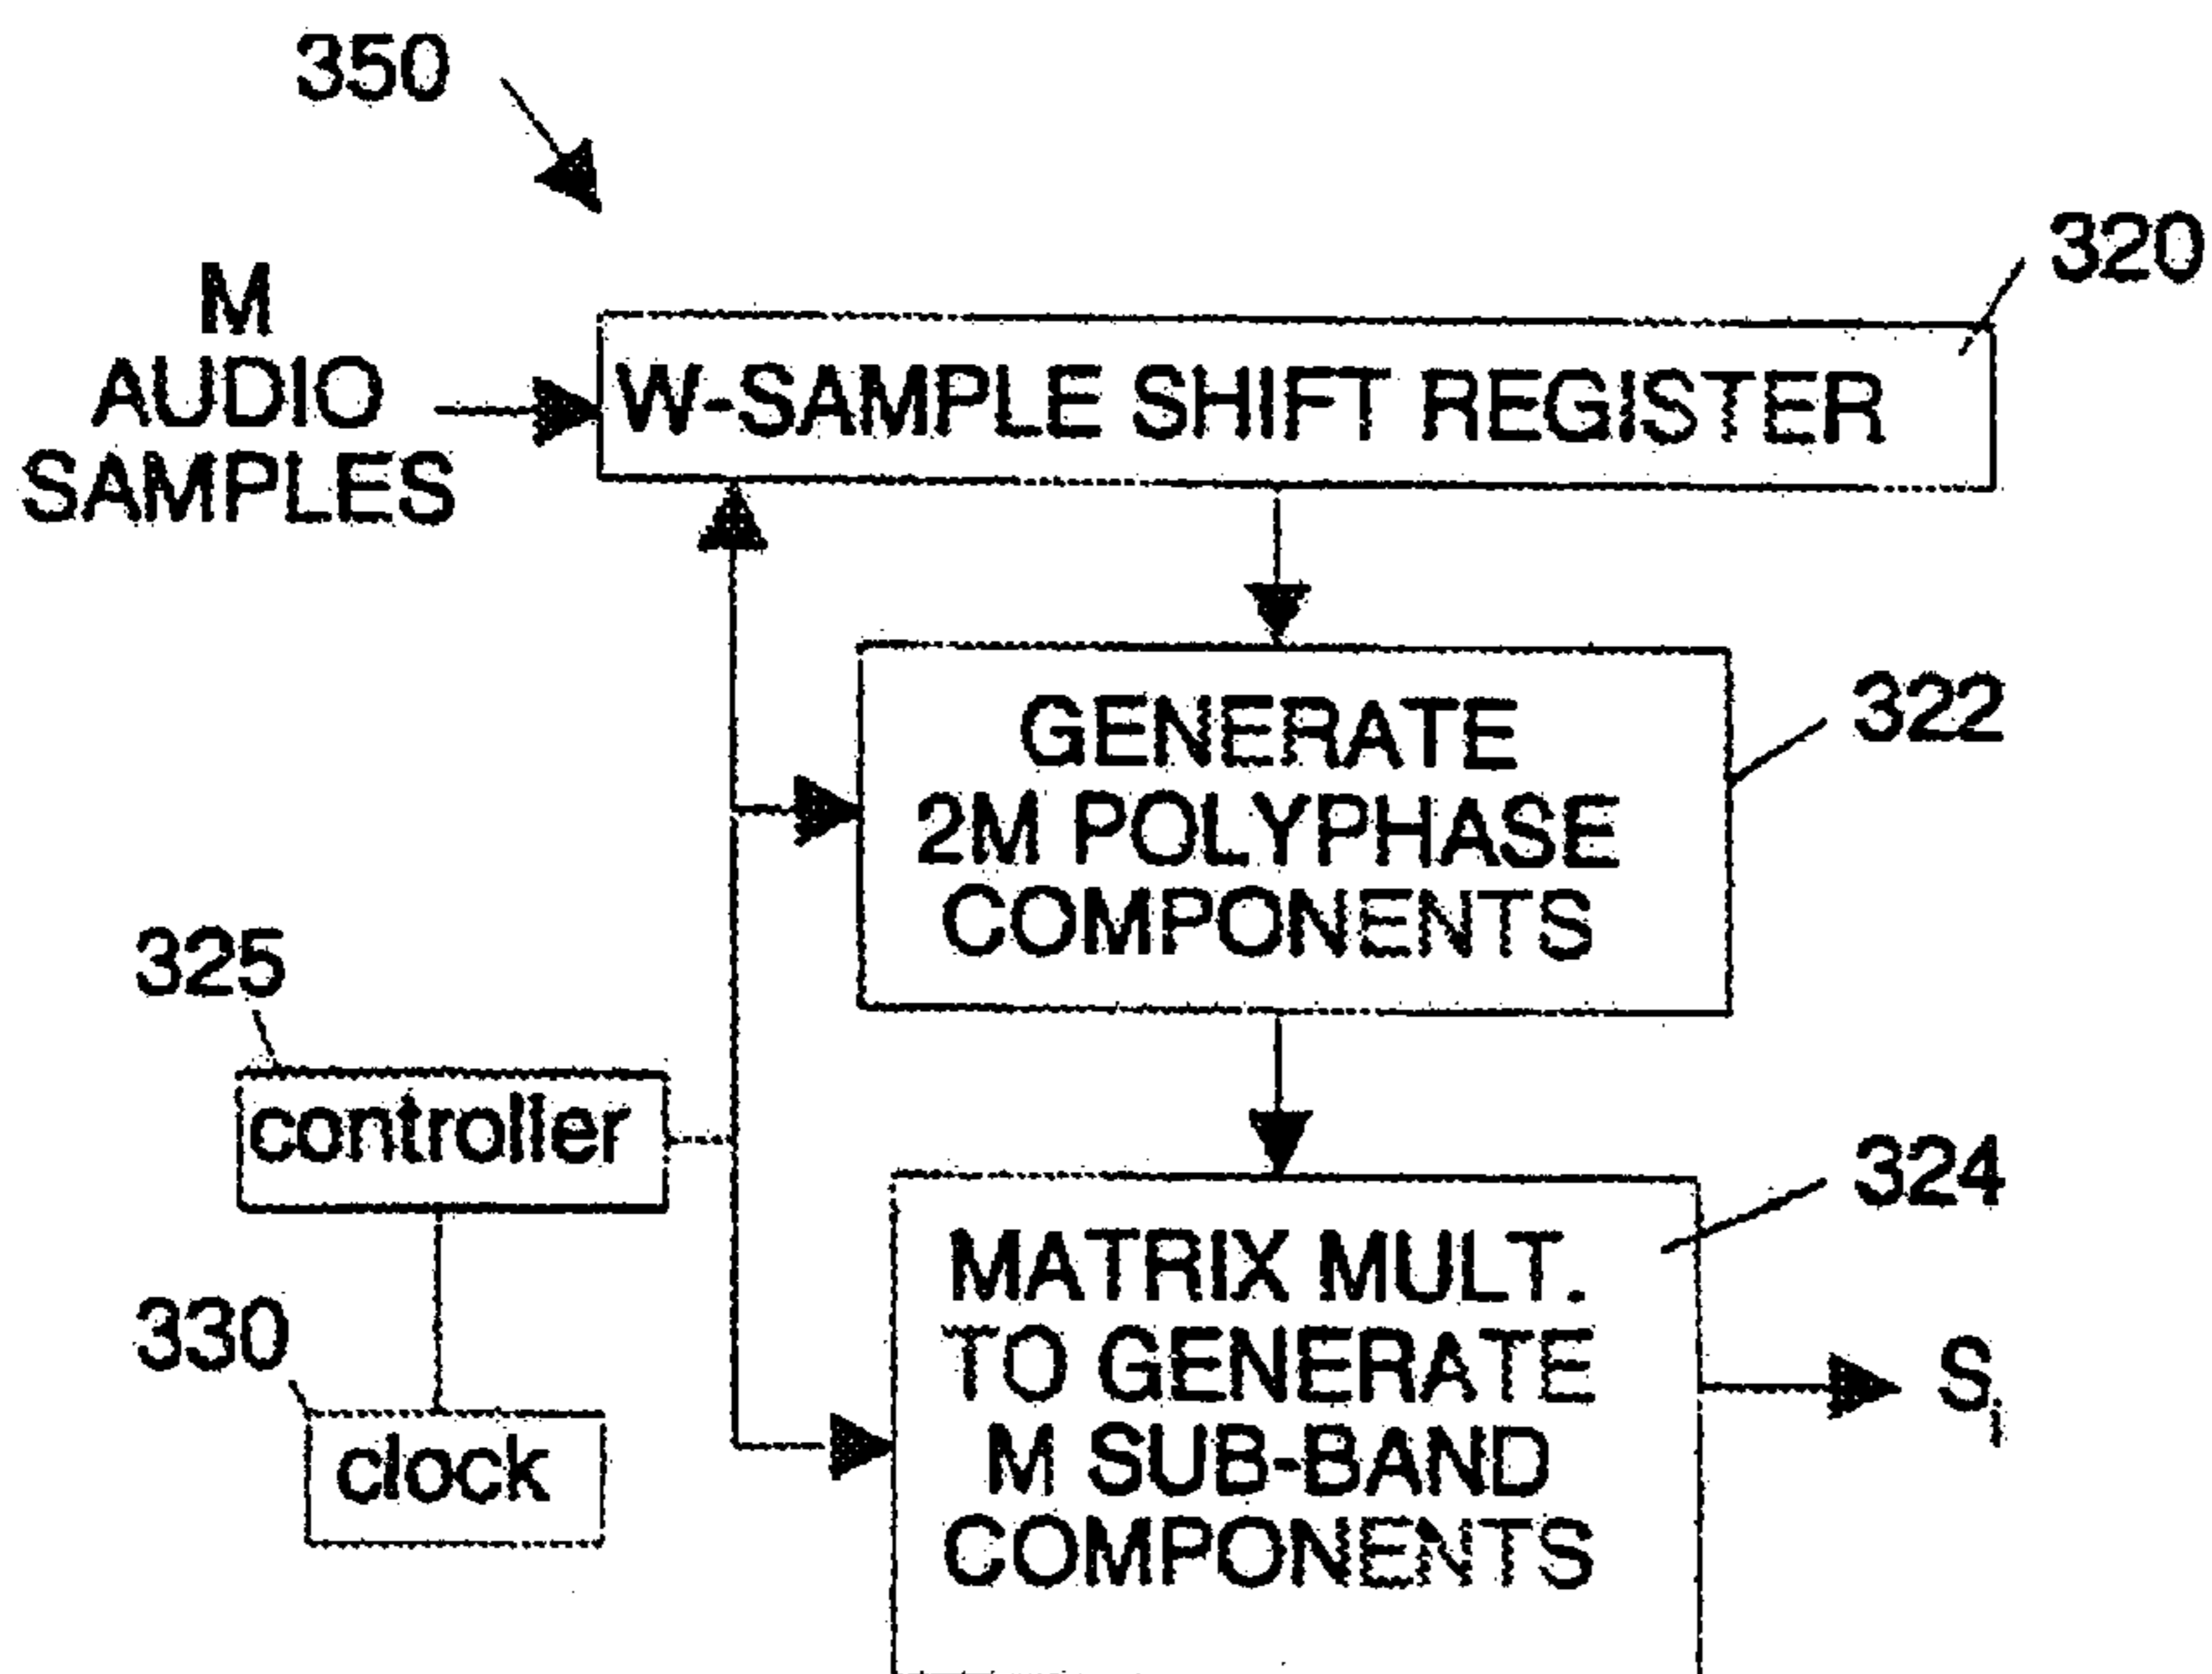 350
320
M
AUDIO
SAMPLES
W-SAMPLE SHIFT REGISTER
322
GENERATE
2M POLYPHASE
COMPONENTS
325
controller
324
330
clock
MATRIX MULT.
TO GENERATE
M SUB-BAND
COMPONENTS
Si